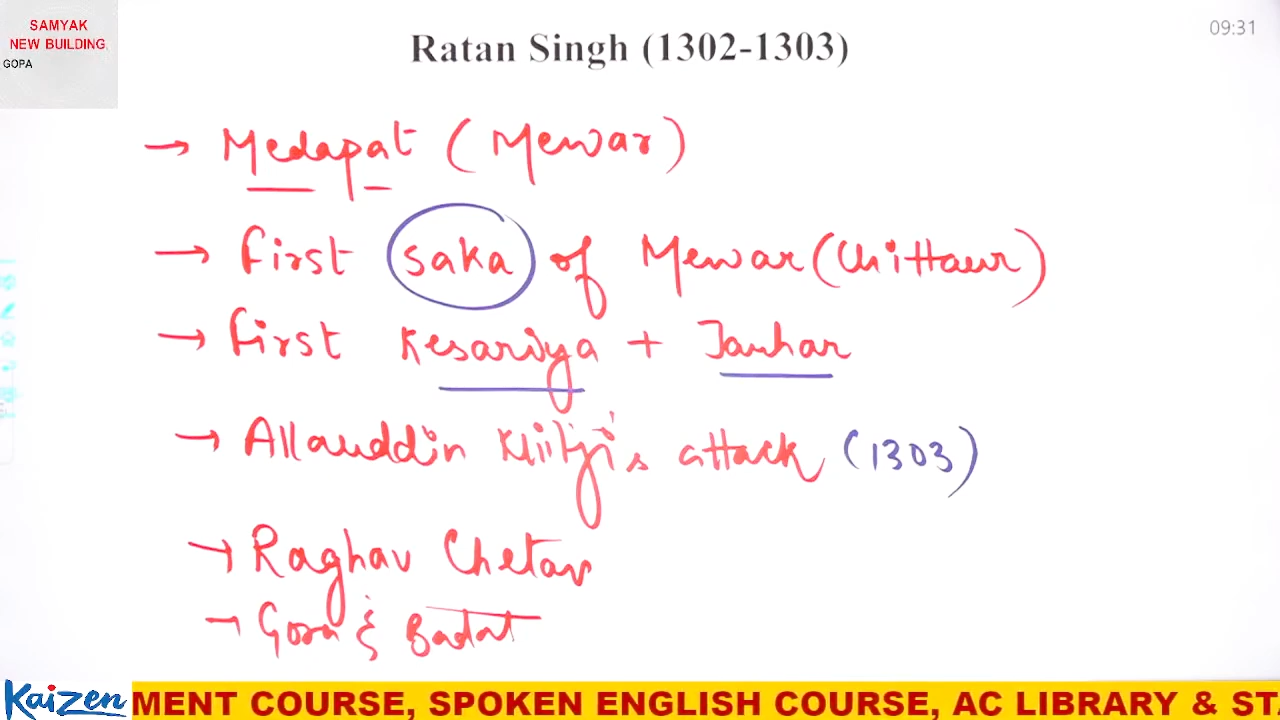 SAMYAK
NEW BUILDING,
GOPA
09:31
Ratan Singh (1302-1303)
→ Medapat (Mewar)
→ First saka of Mewar (Chittaur)
→ First Kesariya + Jauhar
→ Allauddin Khilji's attack (1303)
→ Raghav Chetan
→ Gora & Badal
Kaizen
MENT COURSE, SPOKEN ENGLISH COURSE, AC LIBRARY & STA